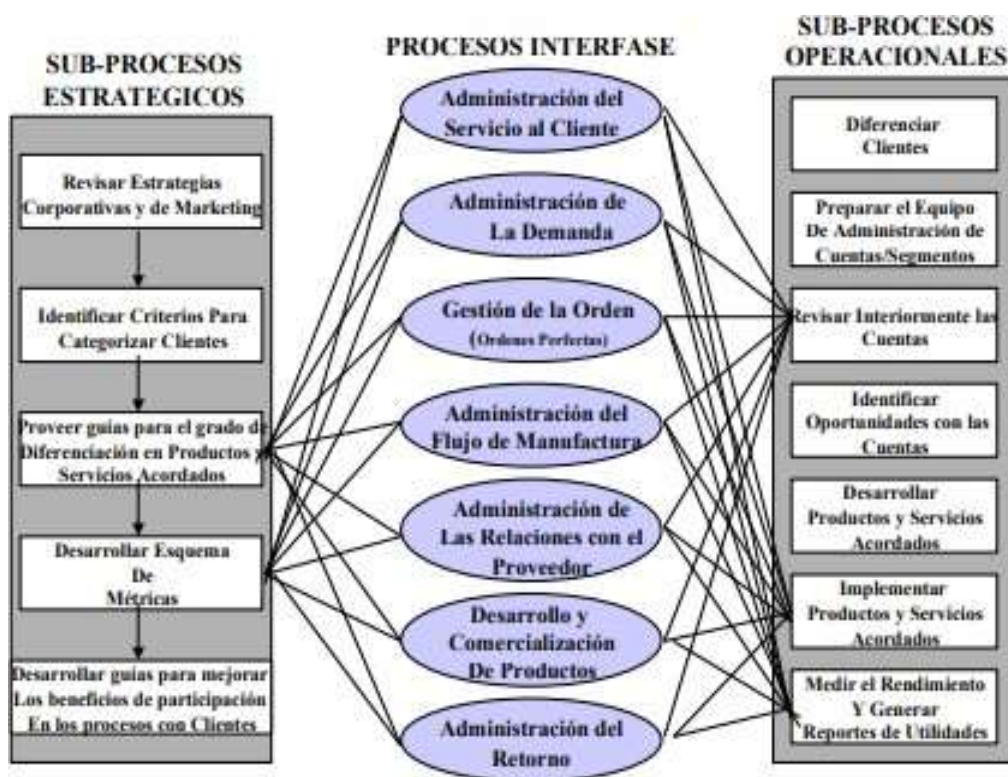 SUB-PROCESOS
ESTRATEGICOS
Revisar Estrategias
Corporativas y de Marketing
Identificar Criterios Para
Categorizar Clientes
Proveer guías para el grado de
Diferenciación en Productos y
Servicios Acordados
Desarrollar Esquema
De
Métricas
Desarrollar guías para mejorar
Los beneficios de participación
En los procesos con Clientes
PROCESOS INTERFASE
Administración del
Servicio al Cliente
Administración de
La Demanda
Gestión de la Orden
(Ordenes Perfectas)
Administración del
Flujo de Manufactura
Administración de
Las Relaciones con el
Proveedor
Desarrollo y
Comercialización
De Productos
Administración del
Retorno
SUB-PROCESOS
OPERACIONALES
Diferenciar
Clientes
Preparar el Equipo
De Administración de
Cuentas/Segmentos
Revisar Interiormente las
Cuentas
Identificar
Oportunidades con las
Cuentas
Desarrollar
Productos y Servicios
Acordados
Implementar
Productos y Servicios
Acordados
Medir el Rendimiento
Y Generar
Reportes de Utilidades